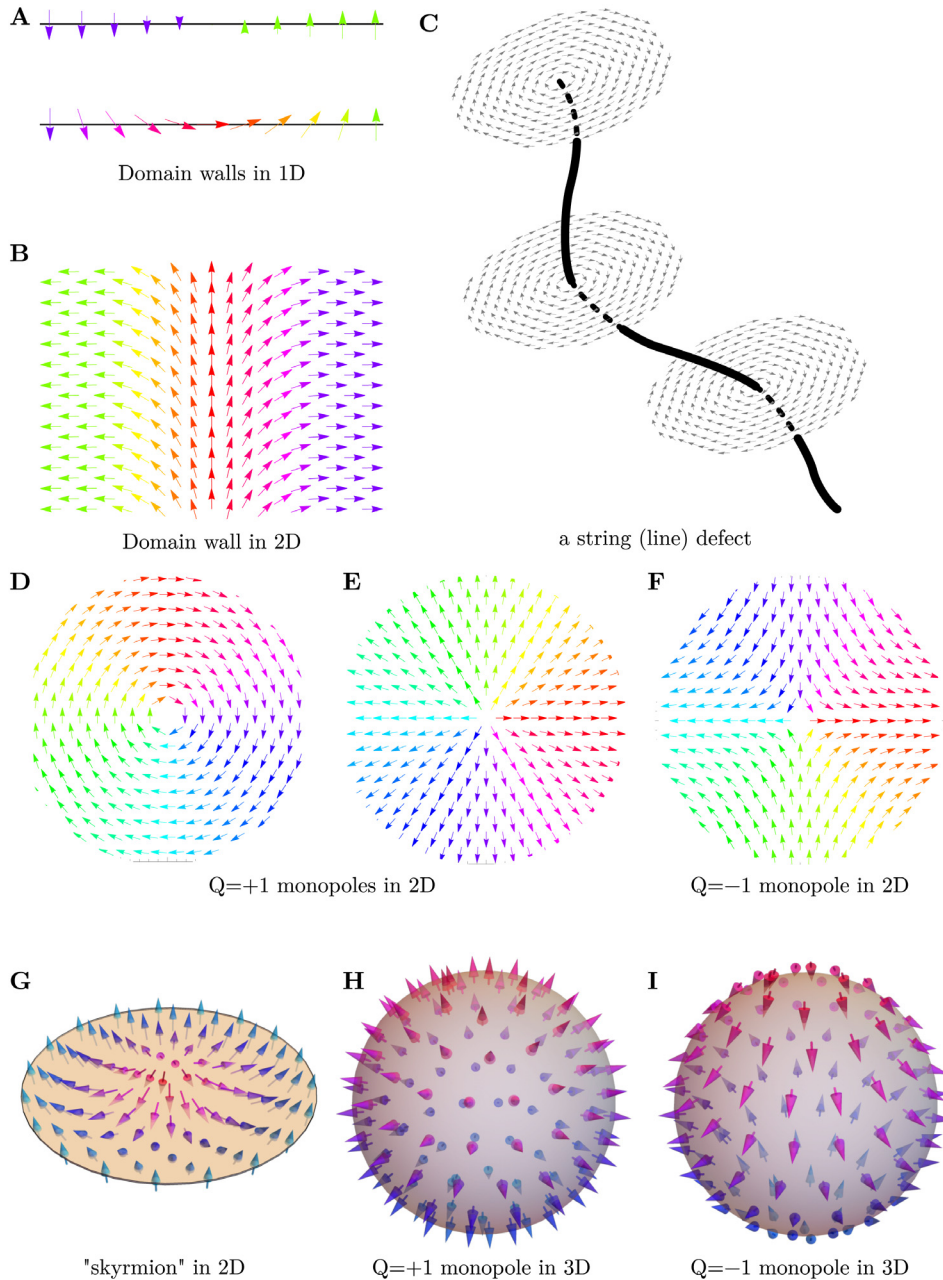 A
Domain walls in 1D
B
Domain wall in 2D
C
a string (line) defect
D
E
F
Q=+1 monopoles in 2D
Q=−1 monopole in 2D
G
H
I
"skyrmion" in 2D
Q=+1 monopole in 3D
Q=−1 monopole in 3D